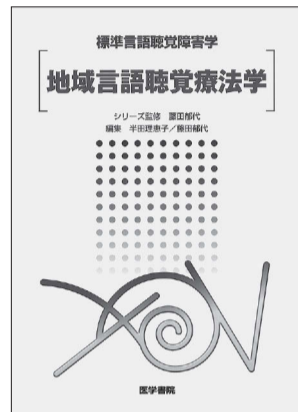 標準言語聴覚障害学
地域言語聴覚療法学
シリーズ監修　藤田郁代
編集　半田理恵子／藤田郁代
医学書院